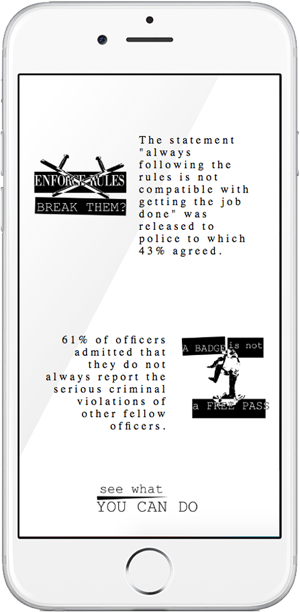 The statement
"always
following the
rules is not
compatible with
getting the job
done" was
released to
police to which
43% agreed.
ENFORSE RULES
BREAK THEM?
61% of officers
admitted that
they do not
always report the
serious criminal
violations of
other fellow
officers.
A BADGE is not
a FREE PASS
see what
YOU CAN DO